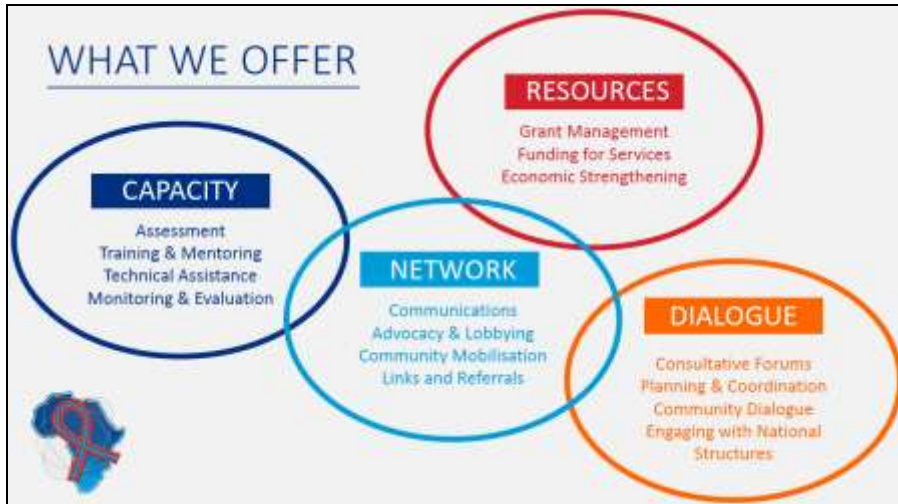 WHAT WE OFFER
RESOURCES
Grant Management
Funding for Services
Economic Strengthening
CAPACITY
Assessment
Training & Mentoring
Technical Assistance
Monitoring & Evaluation
NETWORK
Communications
Advocacy & Lobbying
Community Mobilisation
Links and Referrals
DIALOGUE
Consultative Forums
Planning & Coordination
Community Dialogue
Engaging with National
Structures